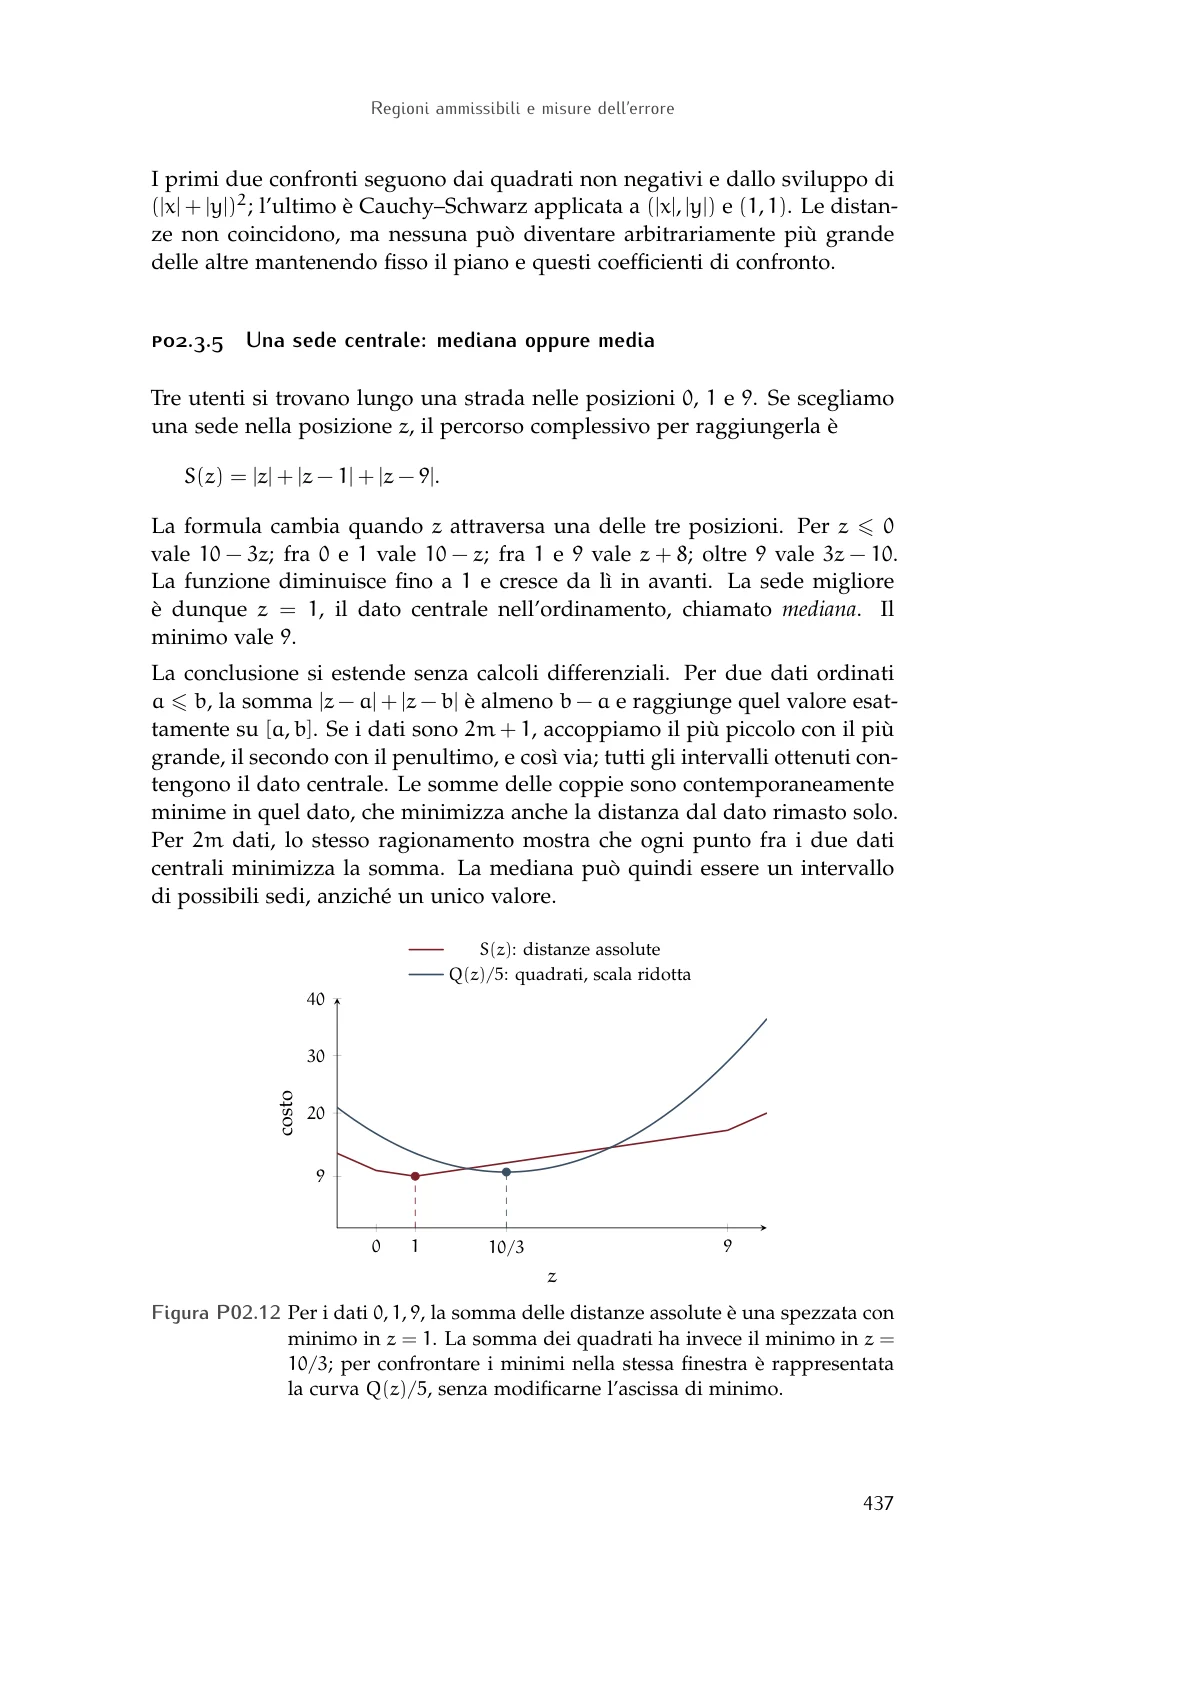 Regioni ammissibili e misure dell'errore
I primi due confronti seguono dai quadrati non negativi e dallo sviluppo di
(|x| + |y|)²; l'ultimo è Cauchy–Schwarz applicata a (|x|, |y|) e (1, 1). Le distan-
ze non coincidono, ma nessuna può diventare arbitrariamente più grande
delle altre mantenendo fisso il piano e questi coefficienti di confronto.
P02.3.5 Una sede centrale: mediana oppure media
Tre utenti si trovano lungo una strada nelle posizioni 0, 1 e 9. Se scegliamo
una sede nella posizione z, il percorso complessivo per raggiungerla è
S(z) = |z| + |z − 1| + |z − 9|.
La formula cambia quando z attraversa una delle tre posizioni. Per z ⩽ 0
vale 10 − 3z; fra 0 e 1 vale 10 − z; fra 1 e 9 vale z + 8; oltre 9 vale 3z − 10.
La funzione diminuisce fino a 1 e cresce da lì in avanti. La sede migliore
è dunque z = 1, il dato centrale nell'ordinamento, chiamato mediana. Il
minimo vale 9.
La conclusione si estende senza calcoli differenziali. Per due dati ordinati
a ⩽ b, la somma |z − a| + |z − b| è almeno b − a e raggiunge quel valore esat-
tamente su [a, b]. Se i dati sono 2m + 1, accoppiamo il più piccolo con il più
grande, il secondo con il penultimo, e così via; tutti gli intervalli ottenuti con-
tengono il dato centrale. Le somme delle coppie sono contemporaneamente
minime in quel dato, che minimizza anche la distanza dal dato rimasto solo.
Per 2m dati, lo stesso ragionamento mostra che ogni punto fra i due dati
centrali minimizza la somma. La mediana può quindi essere un intervallo
di possibili sedi, anziché un unico valore.
S(z): distanze assolute
Q(z)/5: quadrati, scala ridotta
40
30
20
9
costo
0 1 10/3 9
z
Figura P02.12 Per i dati 0, 1, 9, la somma delle distanze assolute è una spezzata con
minimo in z = 1. La somma dei quadrati ha invece il minimo in z =
10/3; per confrontare i minimi nella stessa finestra è rappresentata
la curva Q(z)/5, senza modificarne l'ascissa di minimo.
437